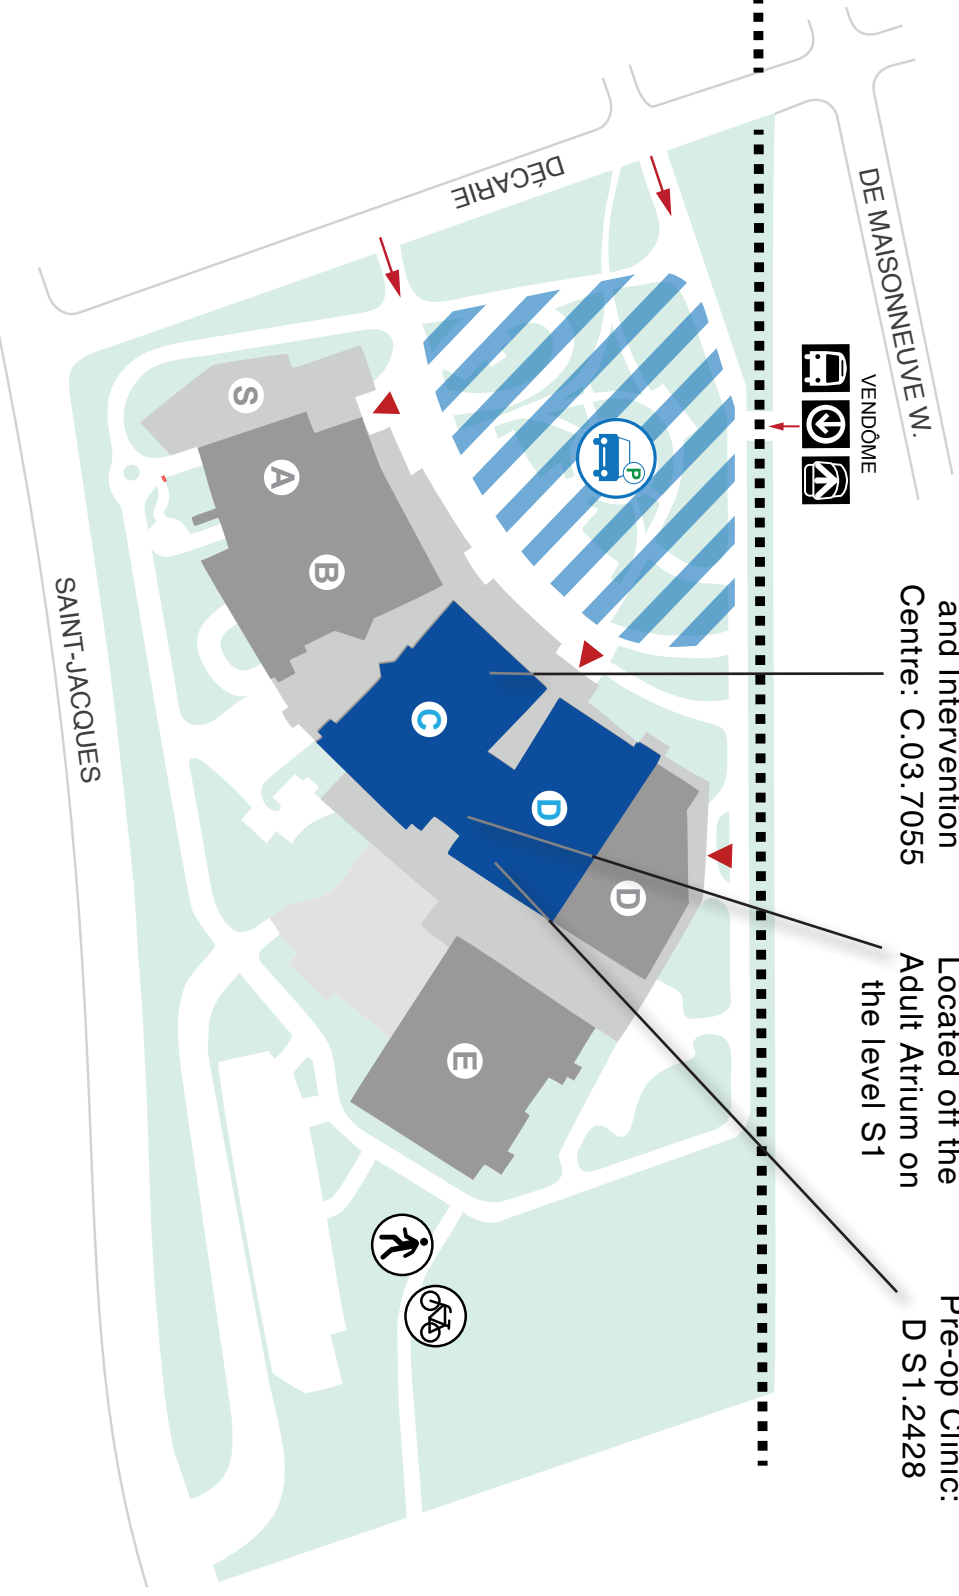 and Intervention
Centre: C.03.7055
Located off the
Adult Atrium on
the level S1
Pre-op Clinic:
D S1.2428
DE MAISONNEUVE W.
VENDÔME
DÉCARIE
P
S
A
B
C
D
D
E
SAINT-JACQUES